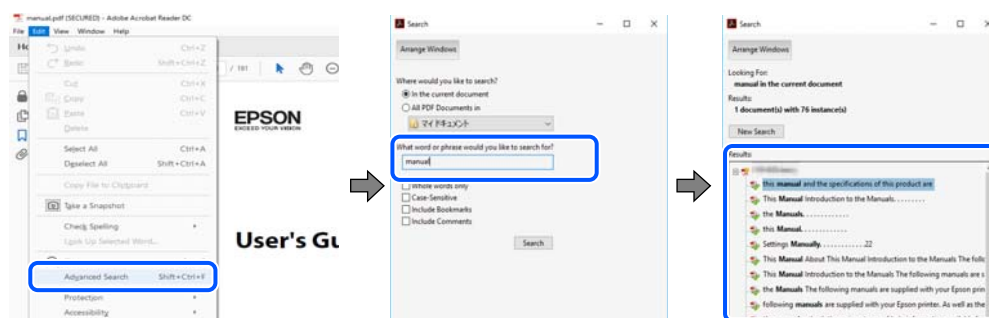 manual.pdf (SECURED) - Adobe Acrobat Reader DC
File Edit View Window Help
Undo Ctrl+Z
Redo Shift+Ctrl+Z
Cut Ctrl+X
Copy Ctrl+C
Paste Ctrl+V
Delete
Select All Ctrl+A
Deselect All Shift+Ctrl+A
Copy File to Clipboard
Take a Snapshot
Check Spelling
Look Up Selected Word...
Advanced Search Shift+Ctrl+F
Protection
Accessibility
/ 181
EPSON
EXCEED YOUR VISION
User's Gu
Search
Arrange Windows
Where would you like to search?
In the current document
All PDF Documents in
マイ ドキュメント
What word or phrase would you like to search for?
manual
Whole words only
Case-Sensitive
Include Bookmarks
Include Comments
Search
Search
Arrange Windows
Looking For:
manual in the current document
Results:
1 document(s) with 76 instance(s)
New Search
Results:
this manual and the specifications of this product are
This Manual Introduction to the Manuals. . . . . . . . .
the Manuals. . . . . . . . . . . . .
this Manual. . . . . . . . . . . . .
Settings Manually. . . . . . . . . . . . .22
This Manual About This Manual Introduction to the Manuals The follo
This Manual Introduction to the Manuals The following manuals are s
the Manuals The following manuals are supplied with your Epson prin
following manuals are supplied with your Epson printer. As well as the